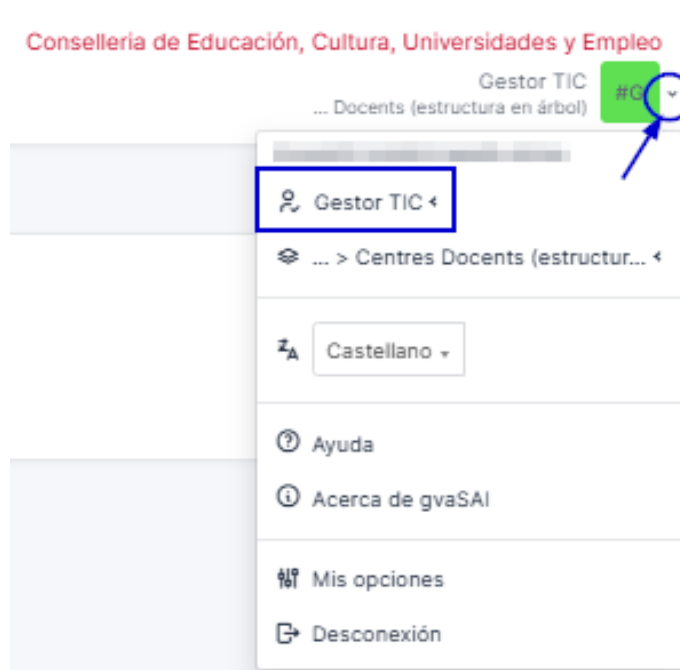 Conselleria de Educación, Cultura, Universidades y Empleo
Gestor TIC
... Docents (estructura en árbol)
#G
Gestor TIC
... > Centres Docents (estructur...
Castellano
Ayuda
Acerca de gvaSAI
Mis opciones
Desconexión